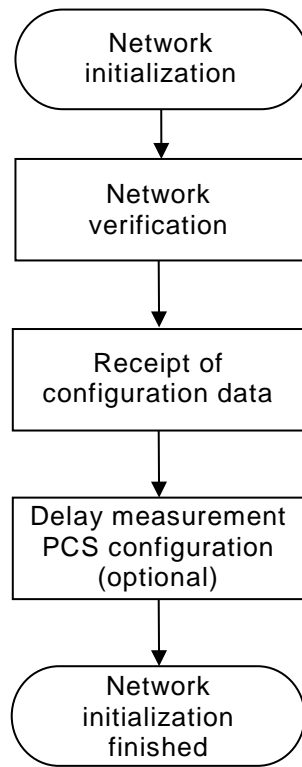 Network
initialization
Network
verification
Receipt of
configuration data
Delay measurement
PCS configuration
(optional)
Network
initialization
finished